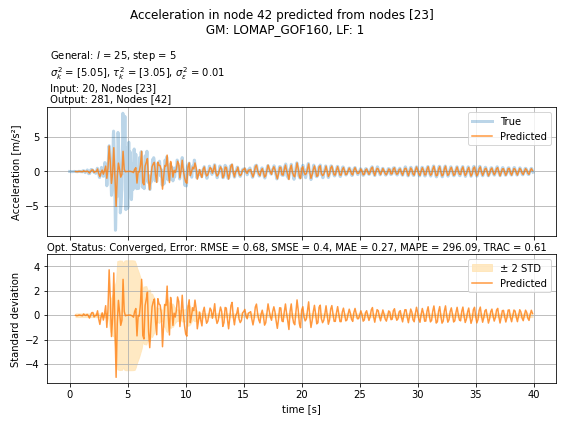 Acceleration in node 42 predicted from nodes [23]
GM: LOMAP_GOF160, LF: 1
General: l = 25, step = 5
σ²ₖ = [5.05], τ²ₖ = [3.05], σ²ₑ = 0.01
Input: 20, Nodes [23]
Output: 281, Nodes [42]
Acceleration [m/s²]
5
0
−5
True
Predicted
Opt. Status: Converged, Error: RMSE = 0.68, SMSE = 0.4, MAE = 0.27, MAPE = 296.09, TRAC = 0.61
Standard deviation
4
2
0
−2
−4
± 2 STD
Predicted
0 5 10 15 20 25 30 35 40
time [s]